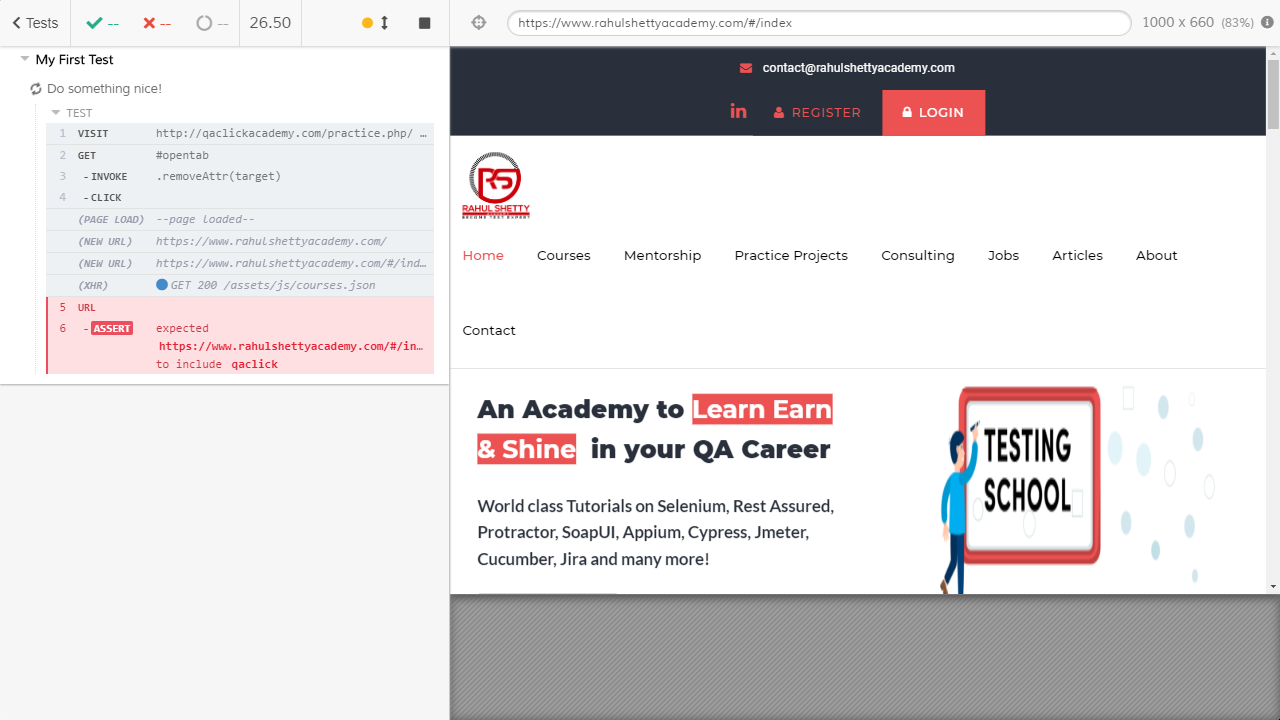 Tests
--
--
--
26.50
https://www.rahulshettyacademy.com/#/index
1000 x 660 (83%)
My First Test
Do something nice!
TEST
1 VISIT http://qaclickacademy.com/practice.php/ …
2 GET #opentab
3 - INVOKE .removeAttr(target)
4 - CLICK
(PAGE LOAD) --page loaded--
(NEW URL) https://www.rahulshettyacademy.com/
(NEW URL) https://www.rahulshettyacademy.com/#/ind…
(XHR) GET 200 /assets/js/courses.json
5 URL
6 - ASSERT expected
https://www.rahulshettyacademy.com/#/in…
to include qaclick
contact@rahulshettyacademy.com
in REGISTER LOGIN
RS
RAHUL SHETTY
ACADEMY
BECOME TEST EXPERT
Home Courses Mentorship Practice Projects Consulting Jobs Articles About
Contact
An Academy to Learn Earn
& Shine in your QA Career
World class Tutorials on Selenium, Rest Assured,
Protractor, SoapUI, Appium, Cypress, Jmeter,
Cucumber, Jira and many more!
TESTING
SCHOOL